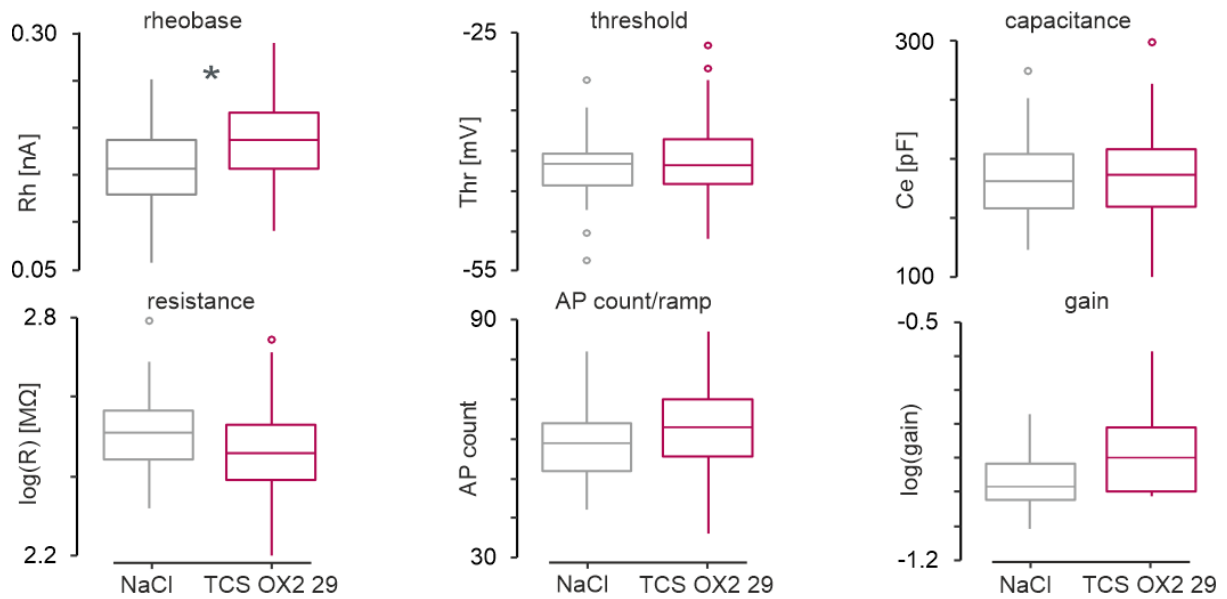 rheobase
threshold
capacitance
0.30
*
Rh [nA]
0.05
-25
Thr [mV]
-55
300
Ce [pF]
100
resistance
AP count/ramp
gain
2.8
log(R) [MΩ]
2.2
90
AP count
30
-0.5
log(gain)
-1.2
NaCl TCS OX2 29
NaCl TCS OX2 29
NaCl TCS OX2 29